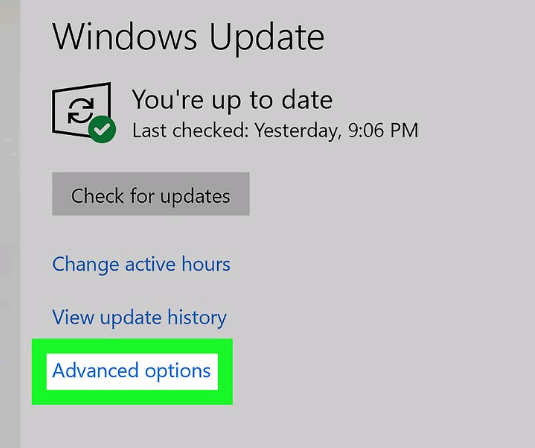 Windows Update
You're up to date
Last checked: Yesterday, 9:06 PM
Check for updates
Change active hours
View update history
Advanced options